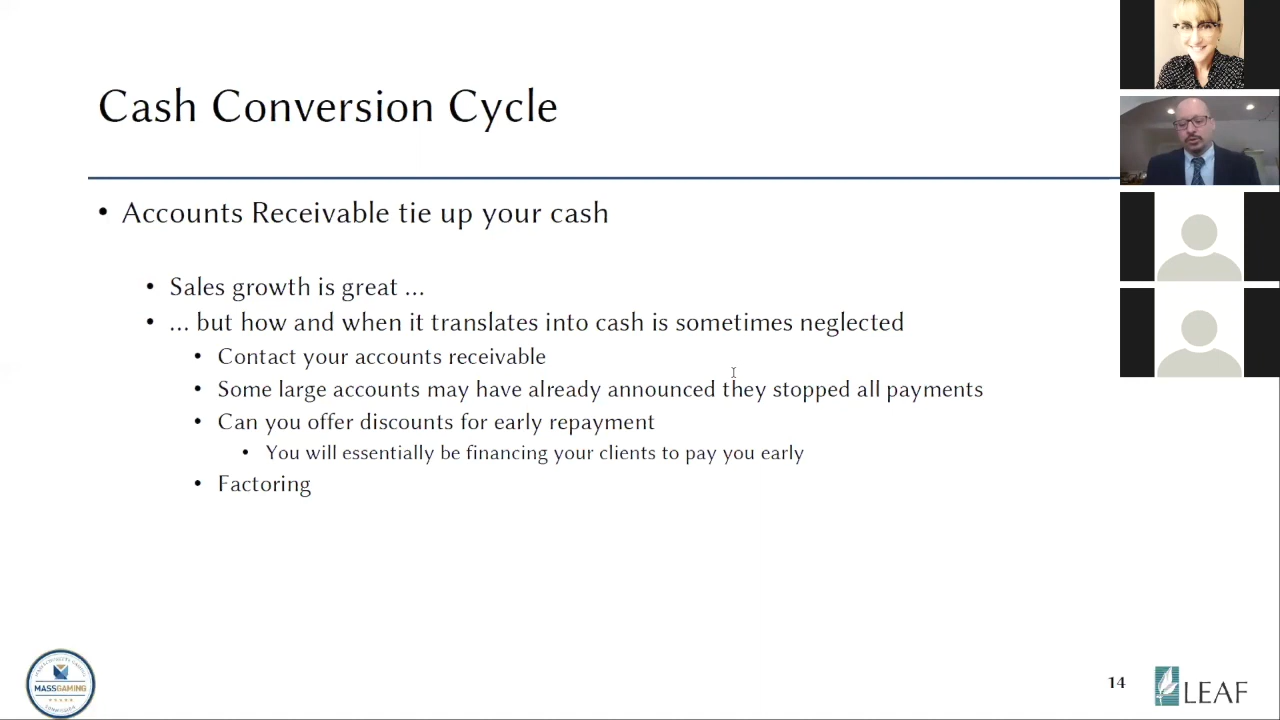 Cash Conversion Cycle
• Accounts Receivable tie up your cash
• Sales growth is great ...
• ... but how and when it translates into cash is sometimes neglected
• Contact your accounts receivable
• Some large accounts may have already announced they stopped all payments
• Can you offer discounts for early repayment
• You will essentially be financing your clients to pay you early
• Factoring
MASSGAMING
14
LEAF